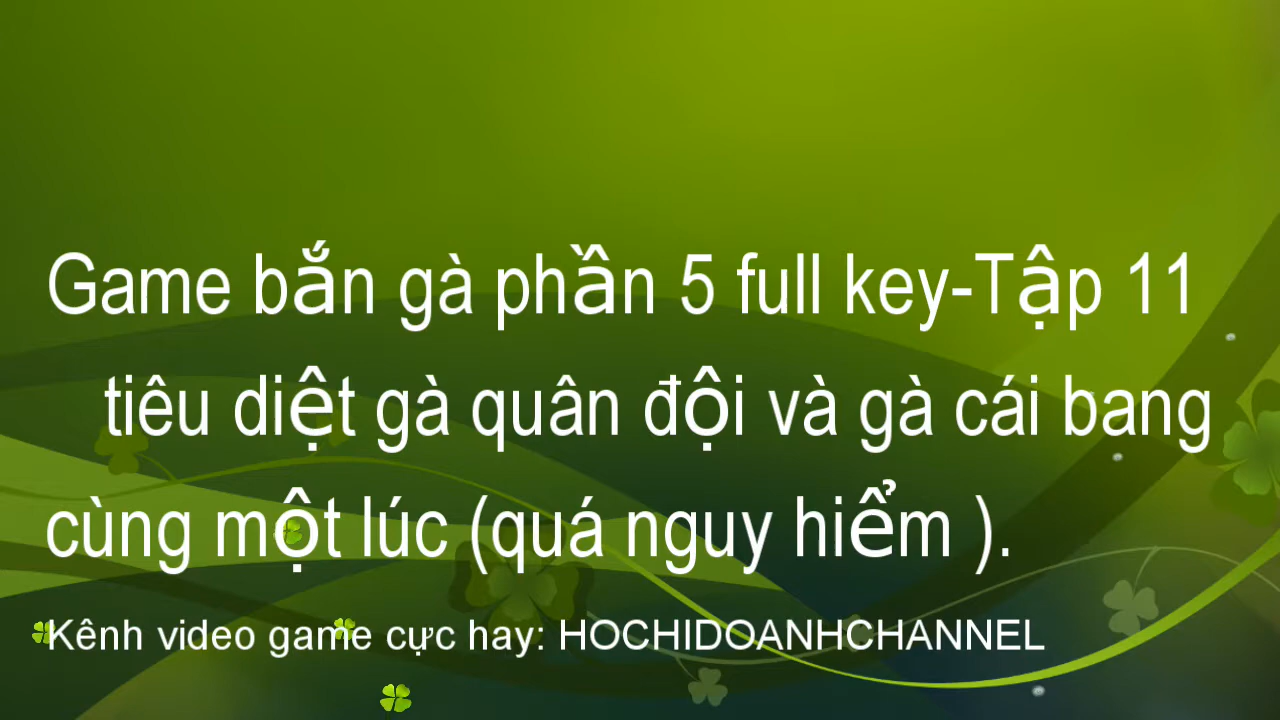 Game bắn gà phần 5 full key-Tập 11
tiêu diệt gà quân đội và gà cái bang
cùng một lúc (quá nguy hiểm ).
Kênh video game cực hay: HOCHIDOANHCHANNEL